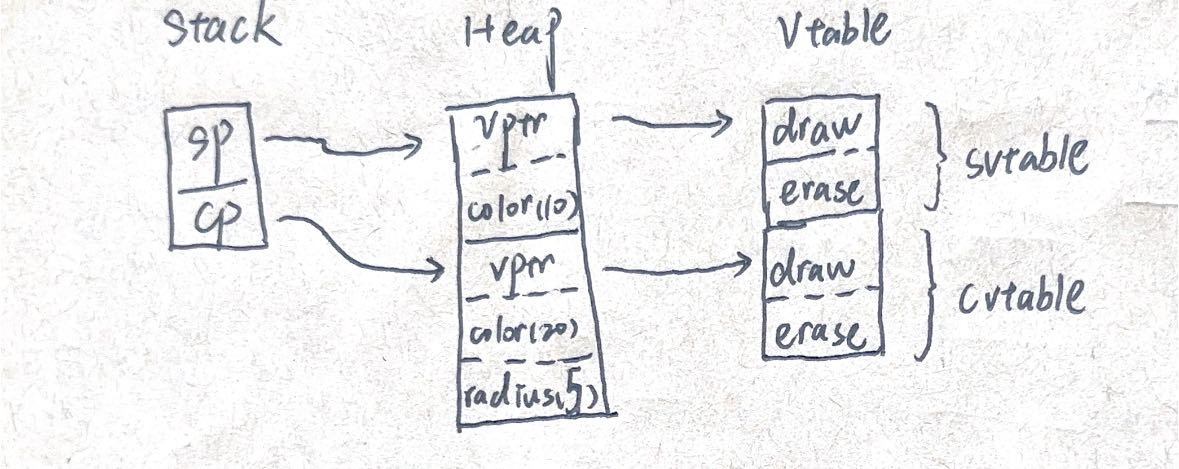 Stack
Heap
Vtable
sp
cp
vptr
color(10)
vptr
color(20)
radius(5)
draw
erase
draw
erase
svtable
cvtable